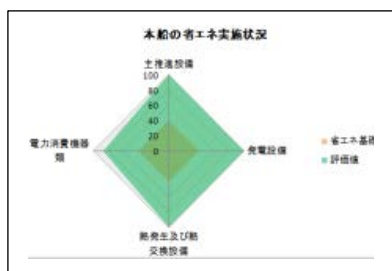 本船の省エネ実施状況
主推進設備
100
80
60
40
20
0
電力消費機器
類
発電設備
省エネ基礎
評価値
熱発生及び熱
交換設備